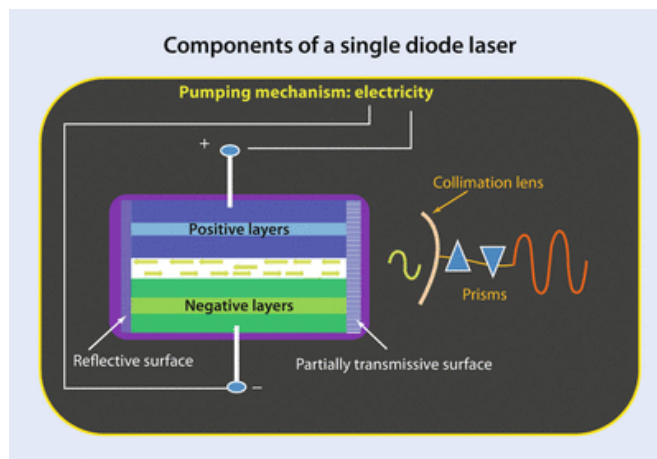 Components of a single diode laser
Pumping mechanism: electricity
+
Collimation lens
Positive layers
Prisms
Negative layers
Reflective surface
Partially transmissive surface
–